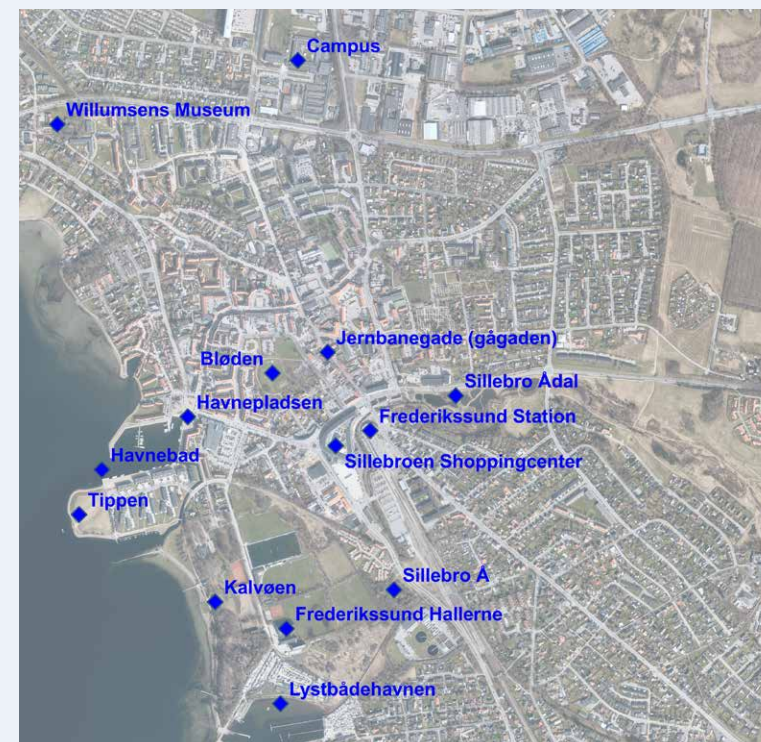 Campus
Willumsens Museum
Jernbanegade (gågaden)
Bløden
Sillebro Ådal
Havnepladsen
Frederikssund Station
Sillebroen Shoppingcenter
Havnebad
Tippen
Sillebro Å
Kalvøen
Frederikssund Hallerne
Lystbådehavnen